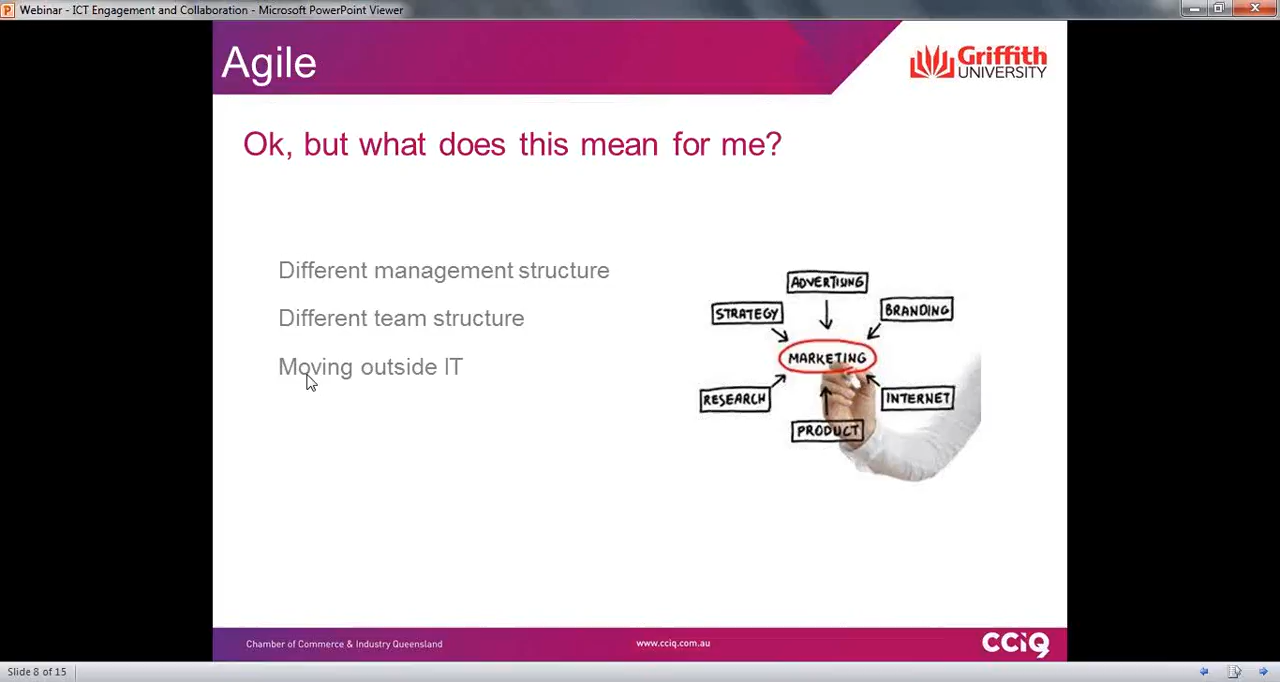 Webinar - ICT Engagement and Collaboration - Microsoft PowerPoint Viewer
Agile
Griffith
UNIVERSITY
Ok, but what does this mean for me?
Different management structure
Different team structure
Moving outside IT
ADVERTISING
STRATEGY
BRANDING
MARKETING
RESEARCH
INTERNET
PRODUCT
Chamber of Commerce & Industry Queensland
www.cciq.com.au
CCIQ
Slide 8 of 15